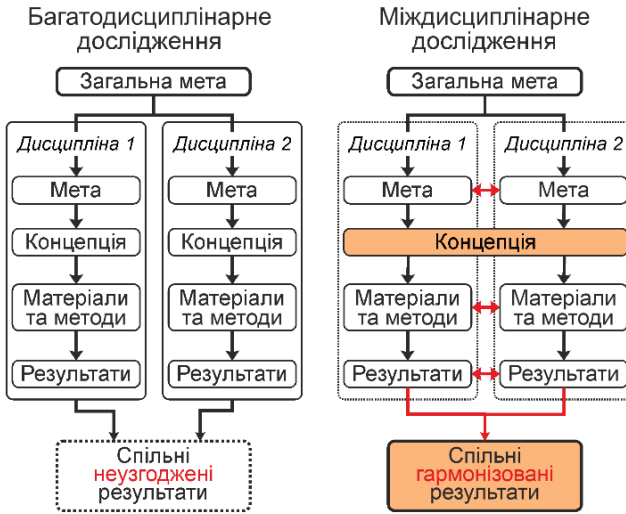 Багатодисциплінарне
дослідження
Загальна мета
Дисципліна 1
Дисципліна 2
Мета
Мета
Концепція
Концепція
Матеріали
та методи
Матеріали
та методи
Результати
Результати
Спільні
неузгоджені
результати
Міждисциплінарне
дослідження
Загальна мета
Дисципліна 1
Дисципліна 2
Мета
Мета
Концепція
Матеріали
та методи
Матеріали
та методи
Результати
Результати
Спільні
гармонізовані
результати